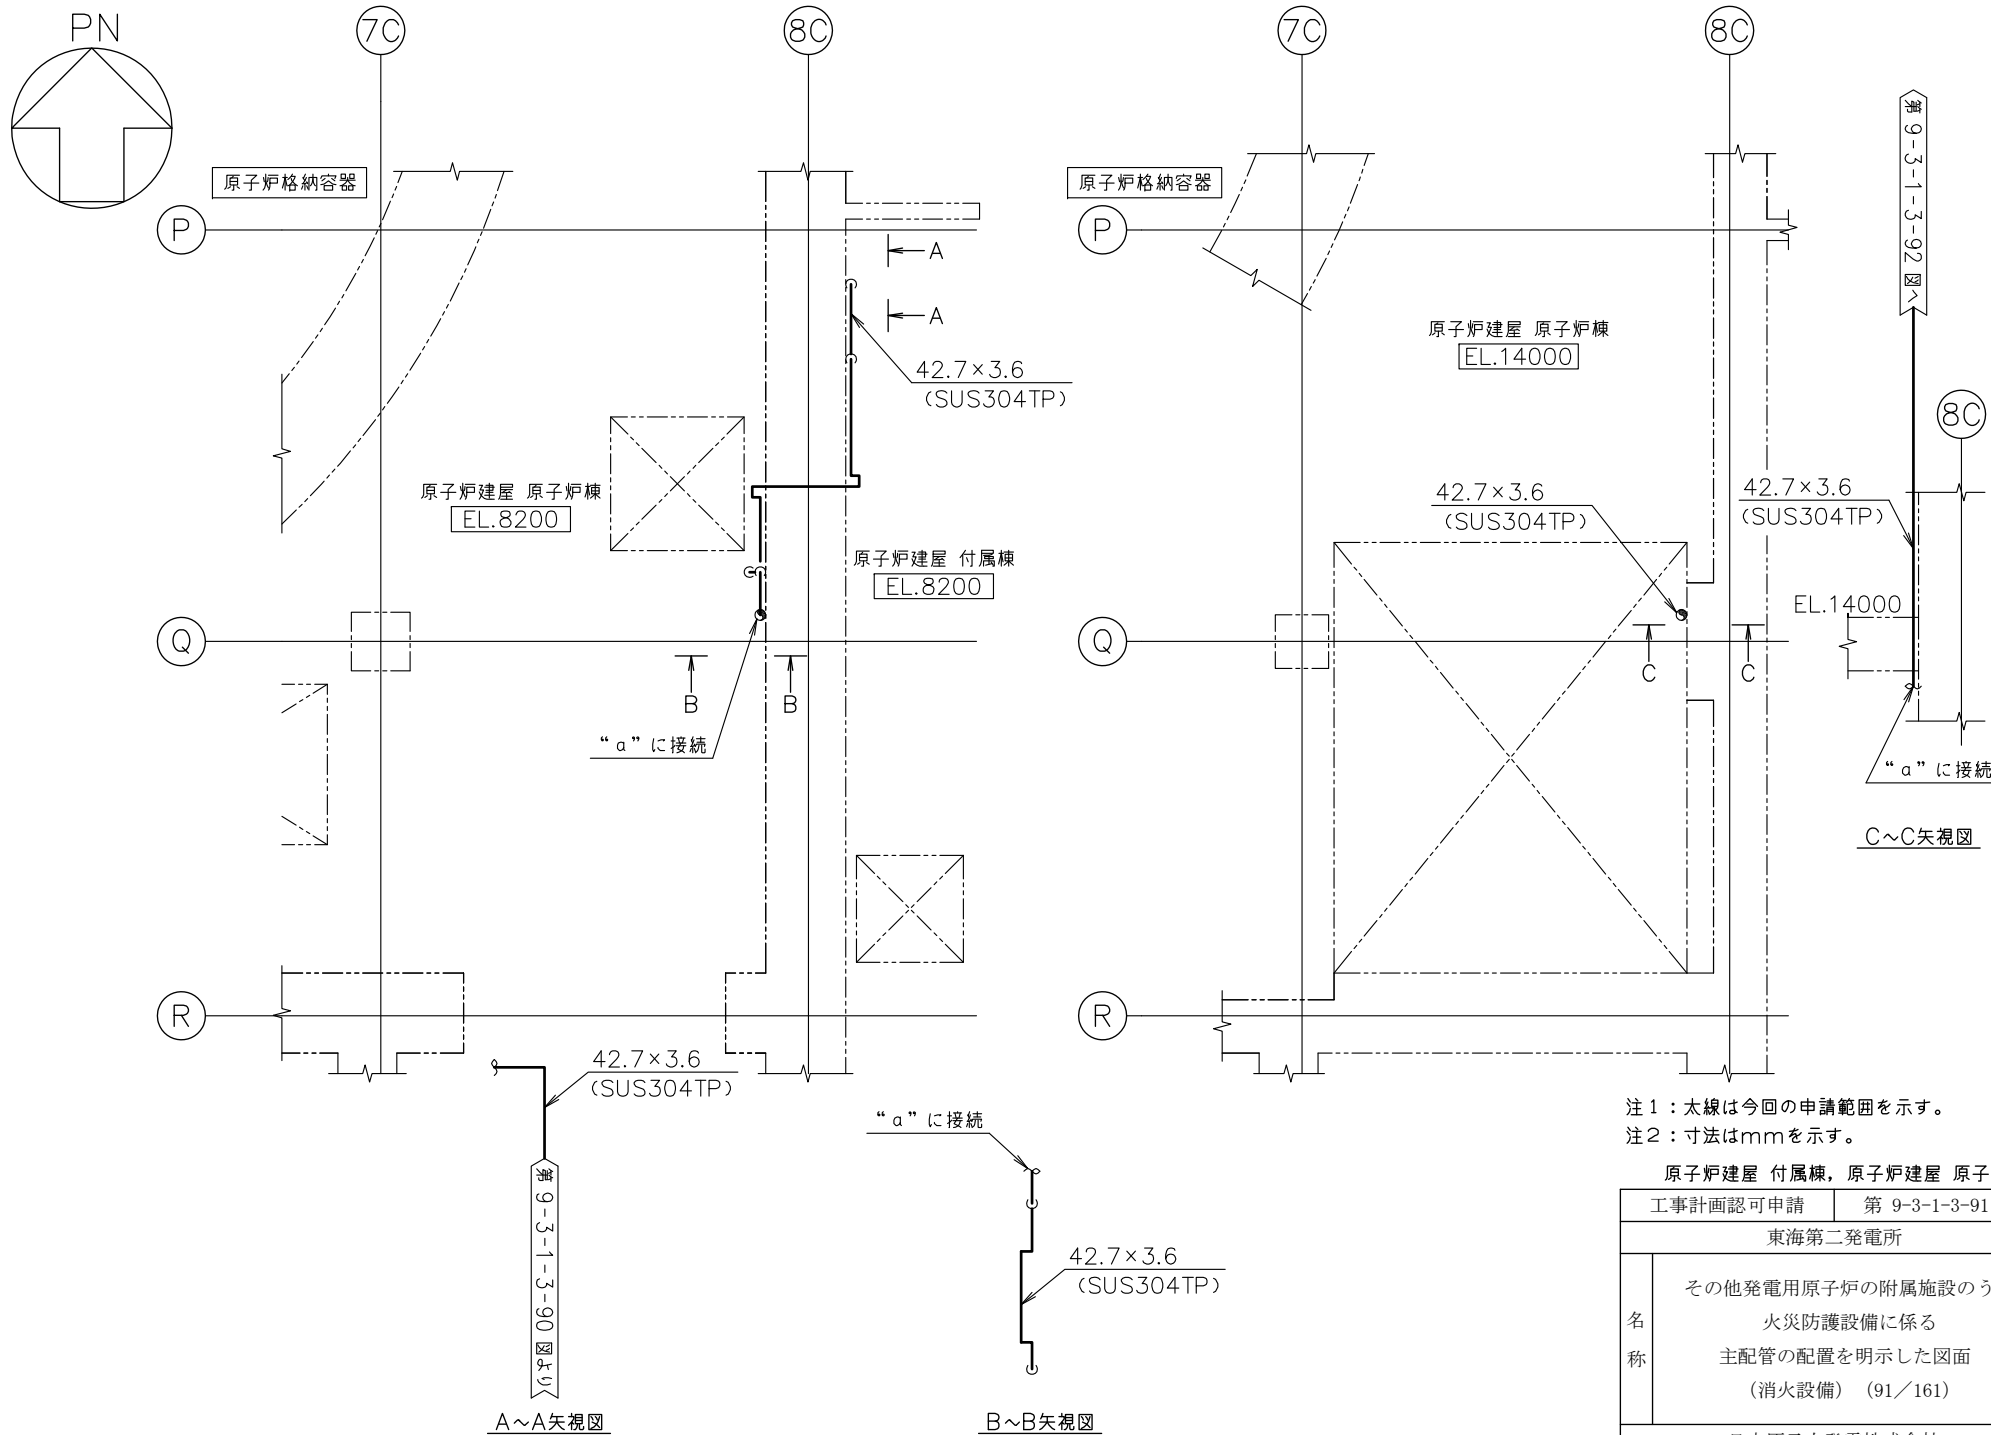 PN
7C
8C
7C
8C
原子炉格納容器
原子炉格納容器
第 9-3-1-3-92 図へ
P
P
A
A
42.7×3.6
(SUS304TP)
原子炉建屋 原子炉棟
EL.14000
8C
原子炉建屋 原子炉棟
EL.8200
原子炉建屋 付属棟
EL.8200
42.7×3.6
(SUS304TP)
42.7×3.6
(SUS304TP)
EL.14000
Q
Q
B
B
C
C
“a”に接続
“a”に接続
C～C矢視図
R
R
42.7×3.6
(SUS304TP)
第 9-3-1-3-90 図より
A～A矢視図
“a”に接続
42.7×3.6
(SUS304TP)
B～B矢視図
注1：太線は今回の申請範囲を示す。
注2：寸法はmmを示す。
原子炉建屋 付属棟，原子炉建屋 原子
工事計画認可申請
第 9-3-1-3-91
東海第二発電所
名称
その他発電用原子炉の附属施設のう
火災防護設備に係る
主配管の配置を明示した図面
（消火設備）（91／161）